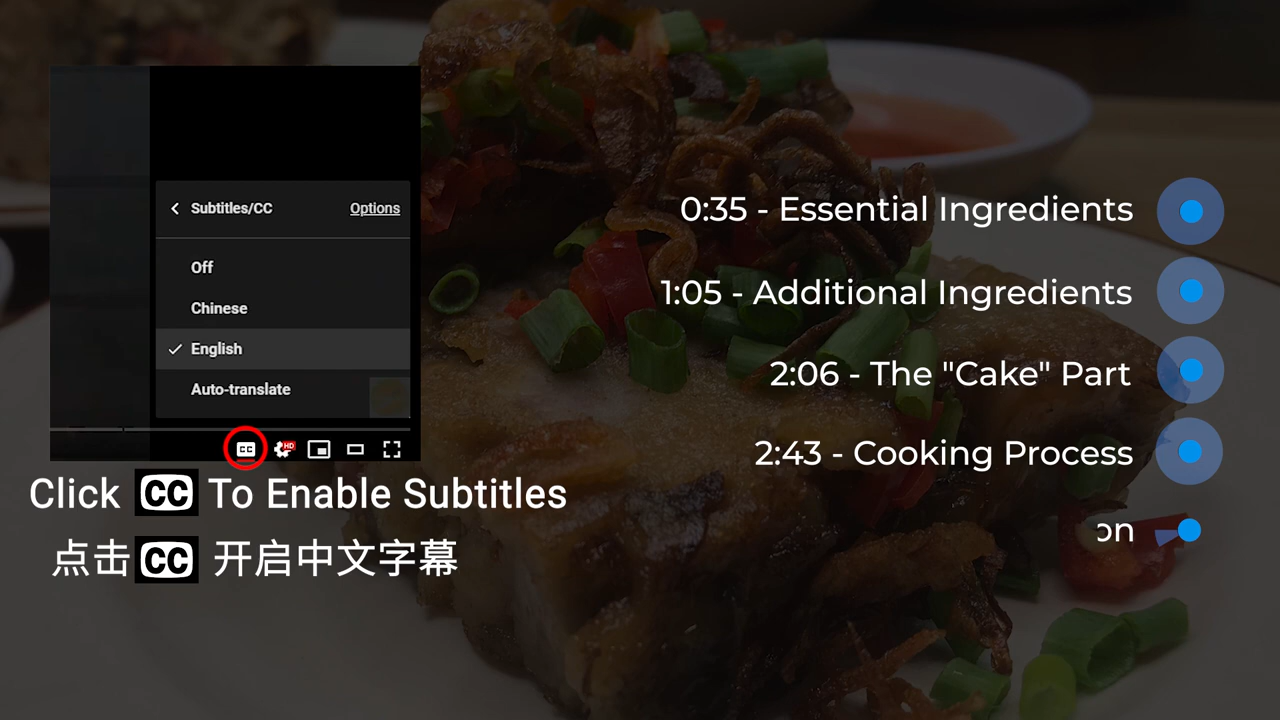 Subtitles/CC Options
Off
Chinese
English
Auto-translate
CC HD
Click CC To Enable Subtitles
点击 CC 开启中文字幕
0:35 - Essential Ingredients
1:05 - Additional Ingredients
2:06 - The "Cake" Part
2:43 - Cooking Process